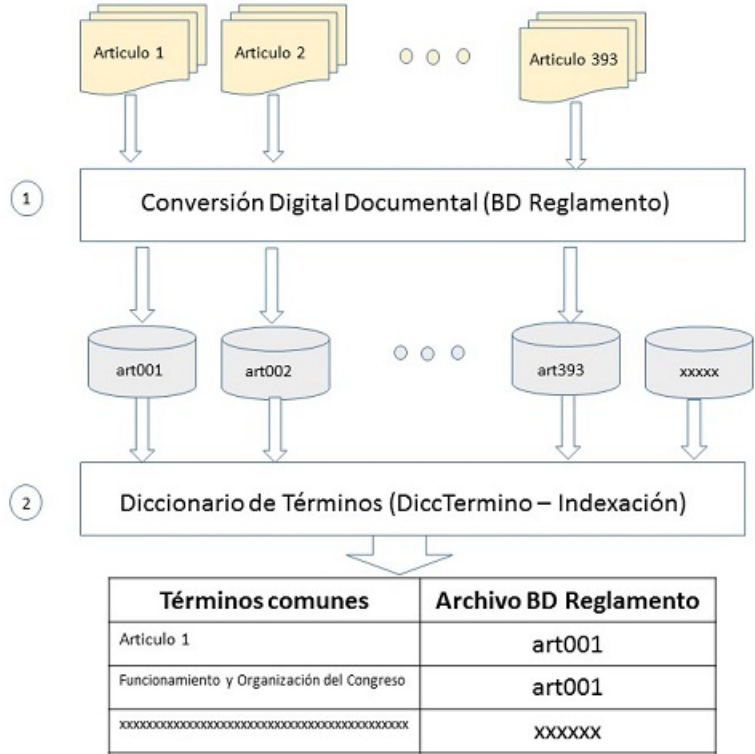 Articulo 1
Articulo 2
Articulo 393
1
Conversión Digital Documental (BD Reglamento)
art001
art002
art393
xxxxx
2
Diccionario de Términos (DiccTermino – Indexación)
Términos comunes
Archivo BD Reglamento
Articulo 1
art001
Funcionamiento y Organización del Congreso
art001
xxxxxxxxxxxxxxxxxxxxxxxxxxxxxxxxxxxxxxxxxxx
xxxxxx